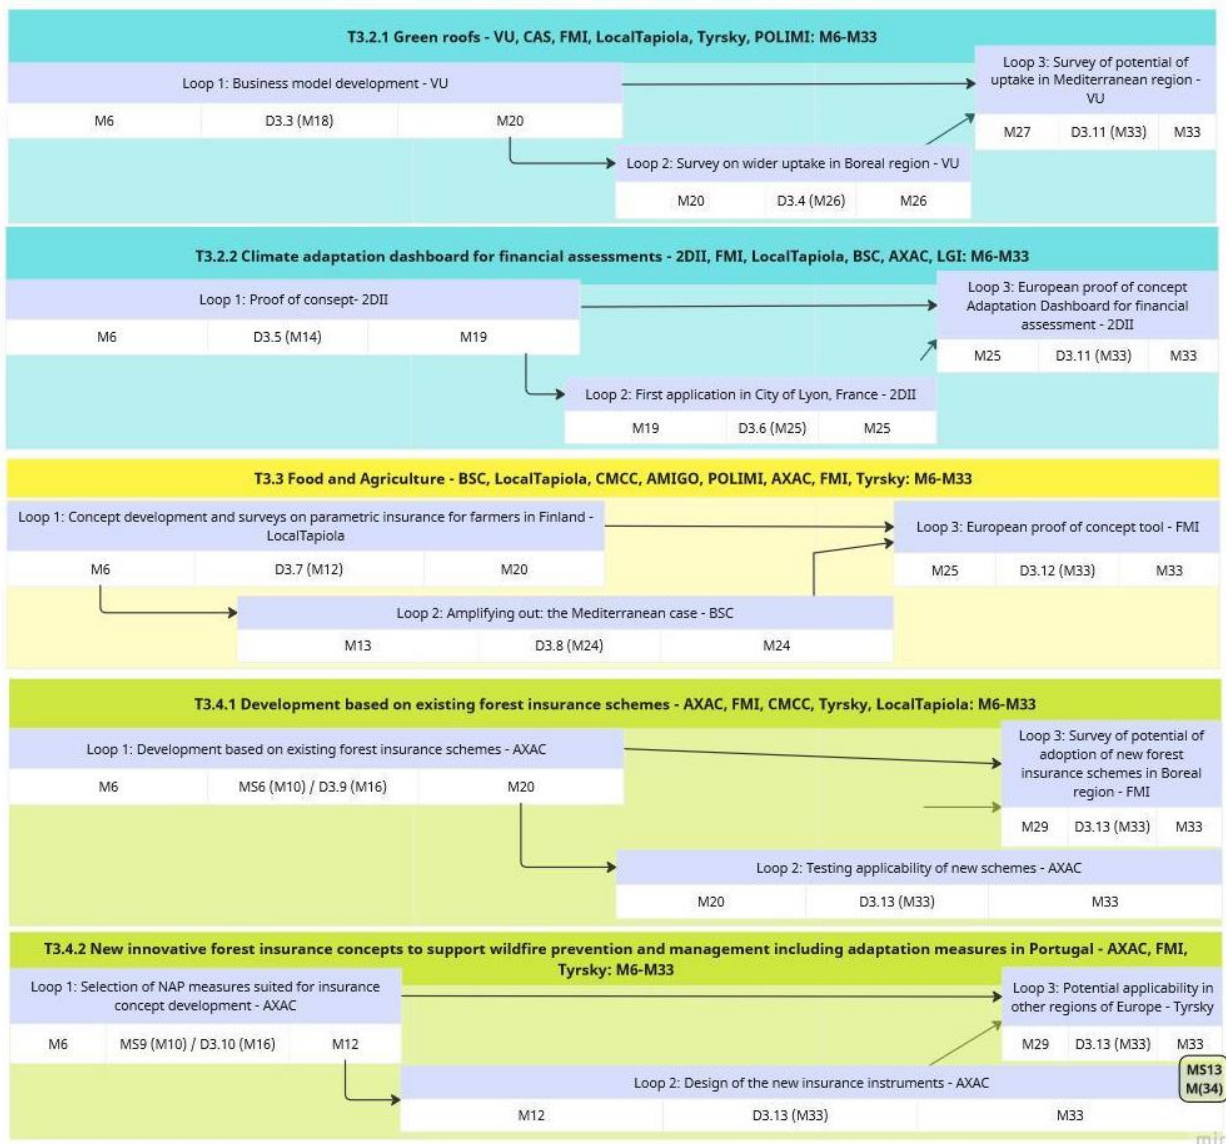 T3.2.1 Green roofs - VU, CAS, FMI, LocalTapiola, Tyrsky, POLIMI: M6-M33
Loop 1: Business model development - VU
M6 D3.3 (M18) M20
Loop 3: Survey of potential of
uptake in Mediterranean region -
VU
M27 D3.11 (M33) M33
Loop 2: Survey on wider uptake in Boreal region - VU
M20 D3.4 (M26) M26
T3.2.2 Climate adaptation dashboard for financial assessments - 2DII, FMI, LocalTapiola, BSC, AXAC, LGI: M6-M33
Loop 1: Proof of consept- 2DII
M6 D3.5 (M14) M19
Loop 3: European proof of concept
Adaptation Dashboard for financial
assessment - 2DII
M25 D3.11 (M33) M33
Loop 2: First application in City of Lyon, France - 2DII
M19 D3.6 (M25) M25
T3.3 Food and Agriculture - BSC, LocalTapiola, CMCC, AMIGO, POLIMI, AXAC, FMI, Tyrsky: M6-M33
Loop 1: Concept development and surveys on parametric insurance for farmers in Finland -
LocalTapiola
M6 D3.7 (M12) M20
Loop 3: European proof of concept tool - FMI
M25 D3.12 (M33) M33
Loop 2: Amplifying out: the Mediterranean case - BSC
M13 D3.8 (M24) M24
T3.4.1 Development based on existing forest insurance schemes - AXAC, FMI, CMCC, Tyrsky, LocalTapiola: M6-M33
Loop 1: Development based on existing forest insurance schemes - AXAC
M6 MS6 (M10) / D3.9 (M16) M20
Loop 3: Survey of potential of
adoption of new forest
insurance schemes in Boreal
region - FMI
M29 D3.13 (M33) M33
Loop 2: Testing applicability of new schemes - AXAC
M20 D3.13 (M33) M33
T3.4.2 New innovative forest insurance concepts to support wildfire prevention and management including adaptation measures in Portugal - AXAC, FMI,
Tyrsky: M6-M33
Loop 1: Selection of NAP measures suited for insurance
concept development - AXAC
M6 MS9 (M10) / D3.10 (M16) M12
Loop 3: Potential applicability in
other regions of Europe - Tyrsky
M29 D3.13 (M33) M33
MS13
M(34)
Loop 2: Design of the new insurance instruments - AXAC
M12 D3.13 (M33) M33